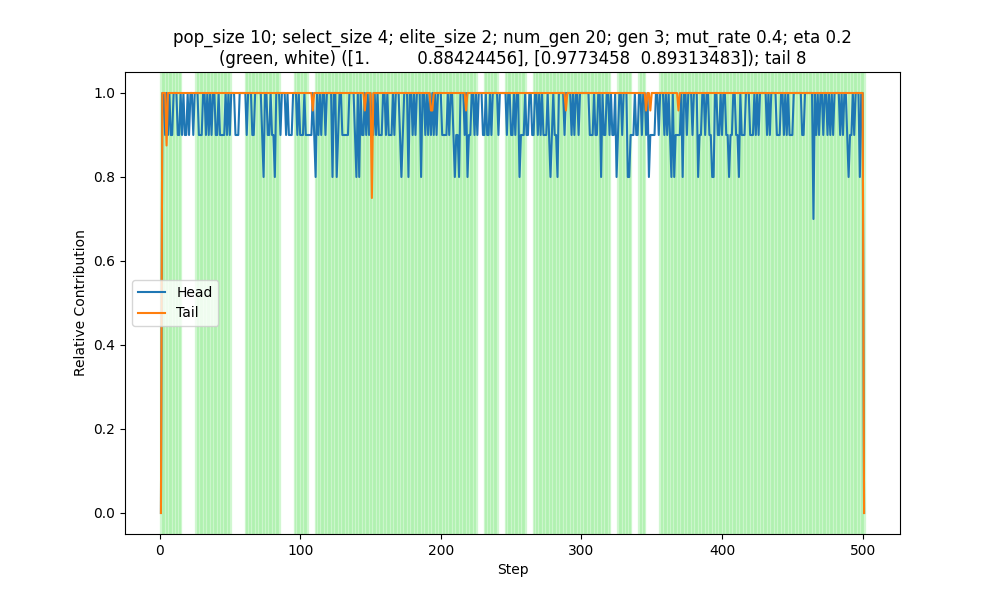 pop_size 10; select_size 4; elite_size 2; num_gen 20; gen 3; mut_rate 0.4; eta 0.2
(green, white) ([1.          0.88424456], [0.9773458  0.89313483]); tail 8
1.0
0.8
0.6
0.4
0.2
0.0
Relative Contribution
Head
Tail
0
100
200
300
400
500
Step